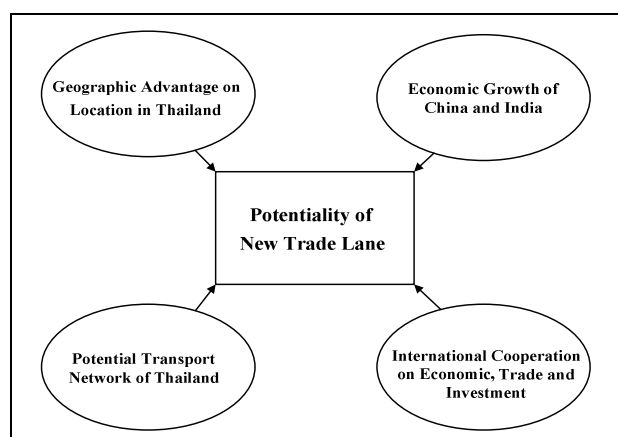 Geographic Advantage on
Location in Thailand
Economic Growth of
China and India
Potentiality of
New Trade Lane
Potential Transport
Network of Thailand
International Cooperation
on Economic, Trade and
Investment